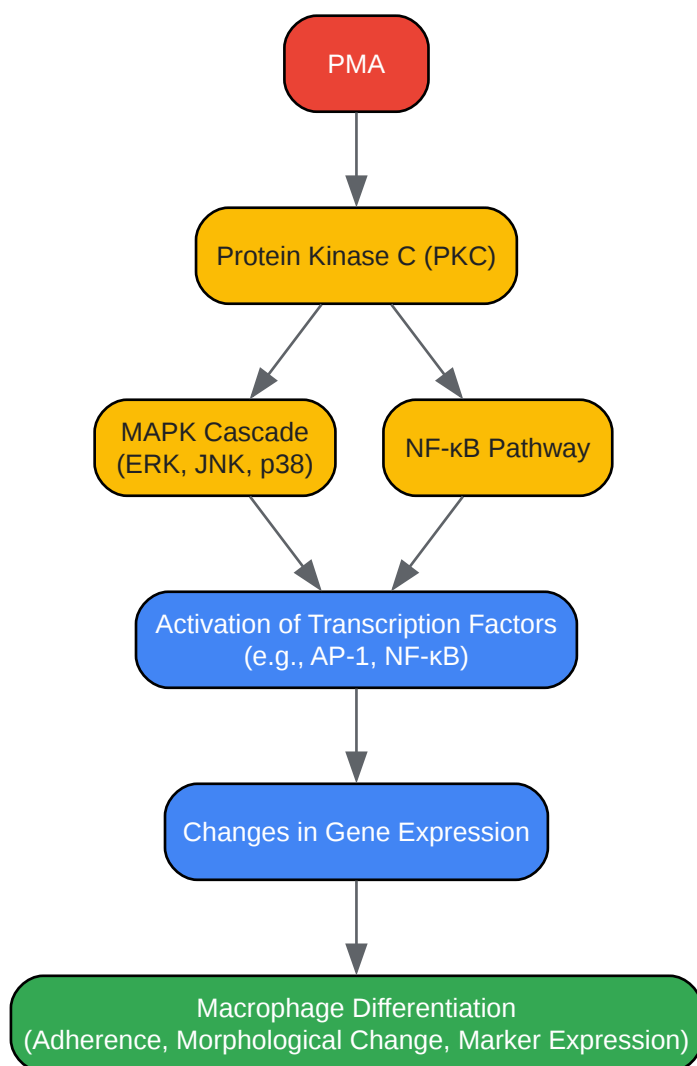 PMA
Protein Kinase C (PKC)
MAPK Cascade
(ERK, JNK, p38)
NF-κB Pathway
Activation of Transcription Factors
(e.g., AP-1, NF-κB)
Changes in Gene Expression
Macrophage Differentiation
(Adherence, Morphological Change, Marker Expression)